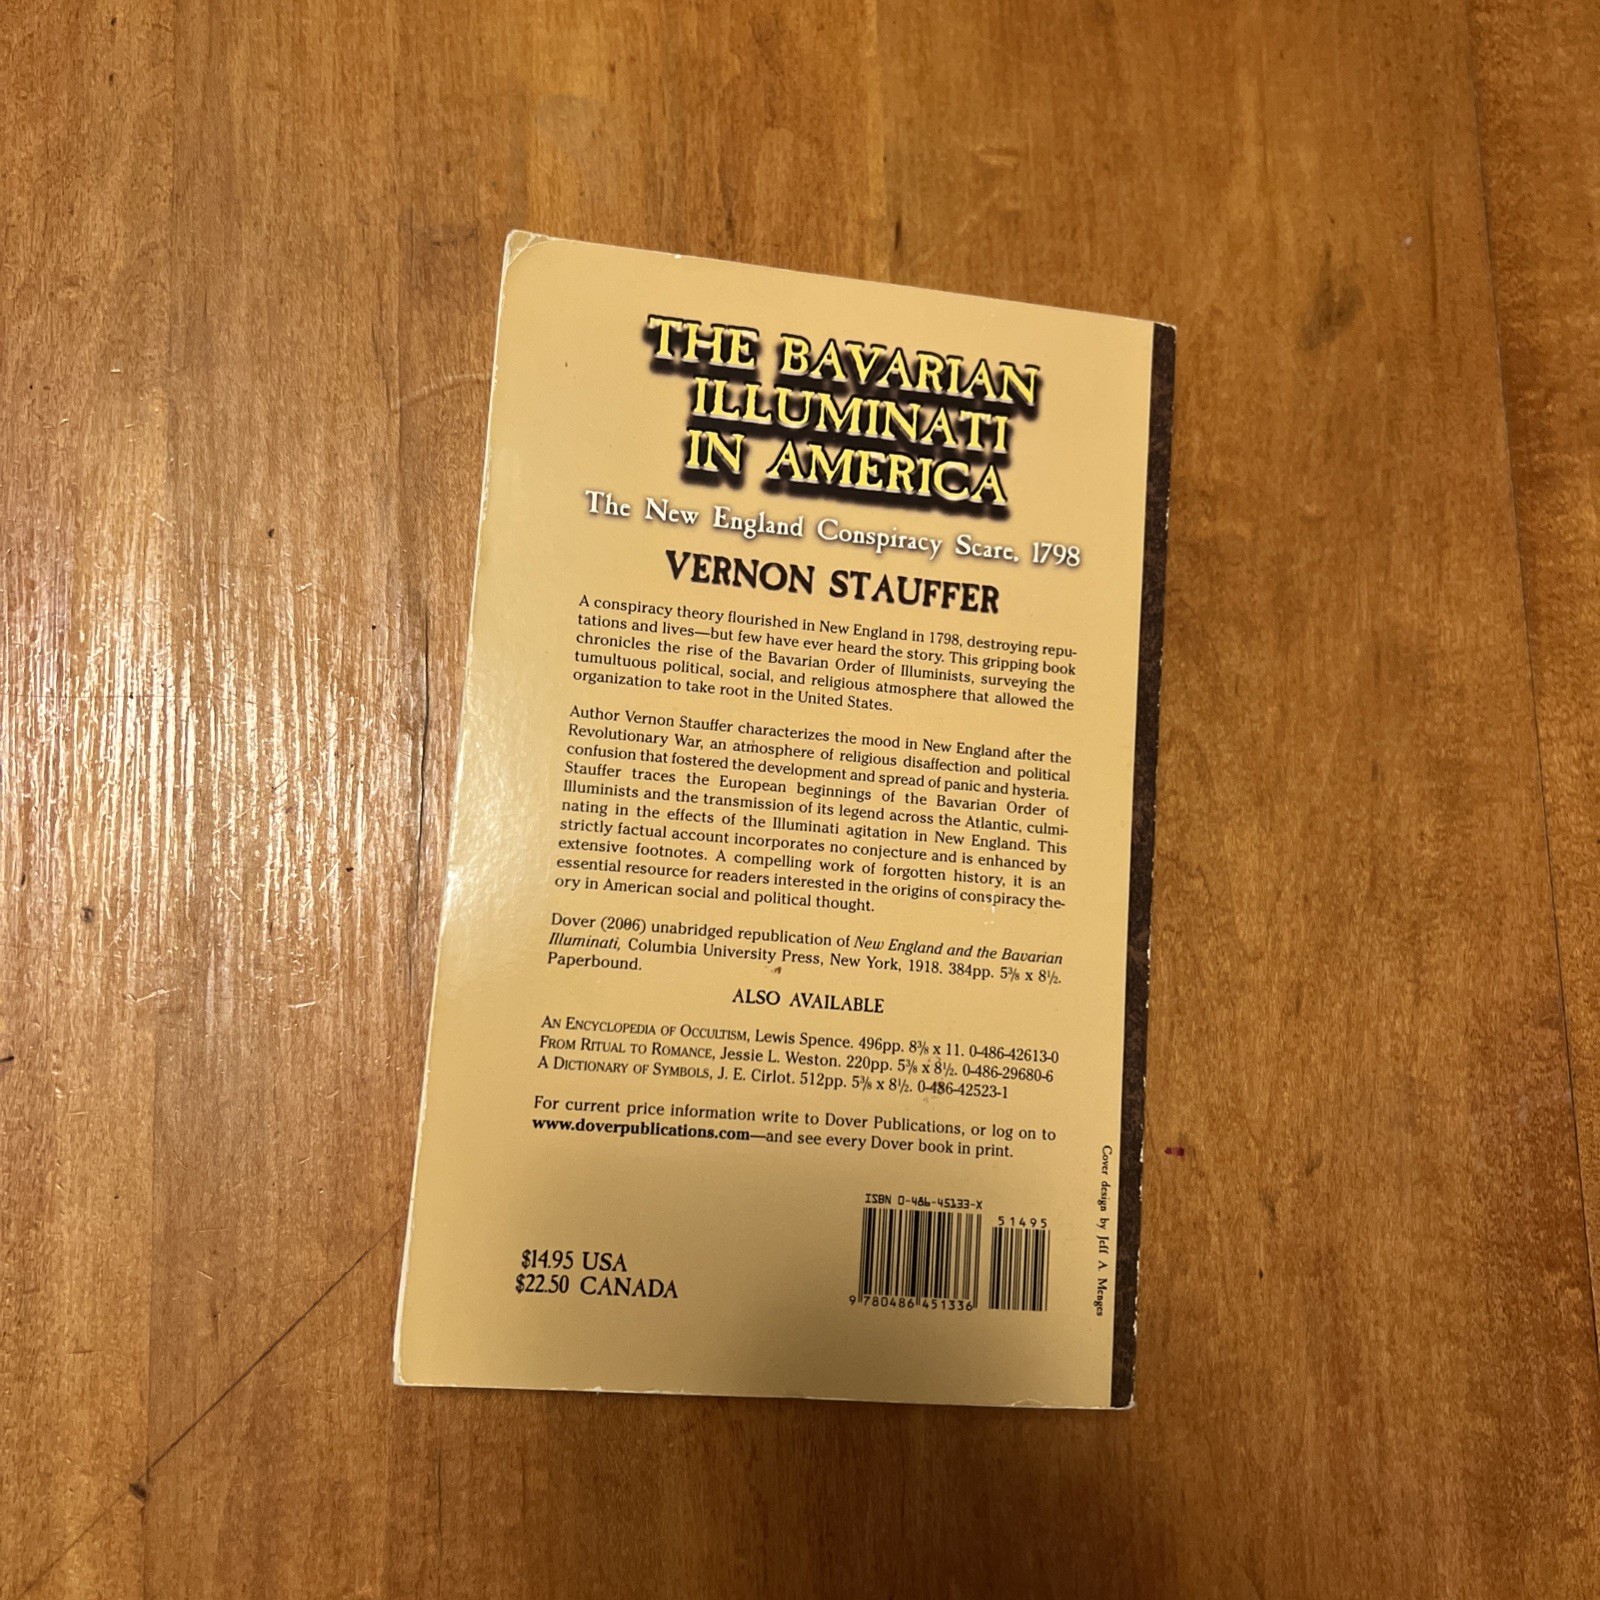 THE BAVARIAN
ILLUMINATI
IN AMERICA
The New England Conspiracy Scare, 1798
VERNON STAUFFER
A conspiracy theory flourished in New England in 1798, destroying repu-
tations and lives—but few have ever heard the story. This gripping book
chronicles the rise of the Bavarian Order of Illuminists, surveying the
tumultuous political, social, and religious atmosphere that allowed the
organization to take root in the United States.
Author Vernon Stauffer characterizes the mood in New England after the
Revolutionary War, an atmosphere of religious disaffection and political
confusion that fostered the development and spread of panic and hysteria.
Stauffer traces the European beginnings of the Bavarian Order of
Illuminists and the transmission of its legend across the Atlantic, culmi-
nating in the effects of the Illuminati agitation in New England. This
strictly factual account incorporates no conjecture and is enhanced by
extensive footnotes. A compelling work of forgotten history, it is an
essential resource for readers interested in the origins of conspiracy the-
ory in American social and political thought.
Dover (2006) unabridged republication of New England and the Bavarian
Illuminati, Columbia University Press, New York, 1918. 384pp. 5⅜ x 8½.
Paperbound.
ALSO AVAILABLE
AN ENCYCLOPEDIA OF OCCULTISM, Lewis Spence. 496pp. 8⅜ x 11. 0-486-42613-0
FROM RITUAL TO ROMANCE, Jessie L. Weston. 220pp. 5⅜ x 8½. 0-486-29680-6
A DICTIONARY OF SYMBOLS, J. E. Cirlot. 512pp. 5⅜ x 8½. 0-486-42523-1
For current price information write to Dover Publications, or log on to
www.doverpublications.com—and see every Dover book in print.
Cover design by Jeff A. Menges
ISBN 0-486-45133-X
51495
9 780486 451336
$14.95 USA
$22.50 CANADA